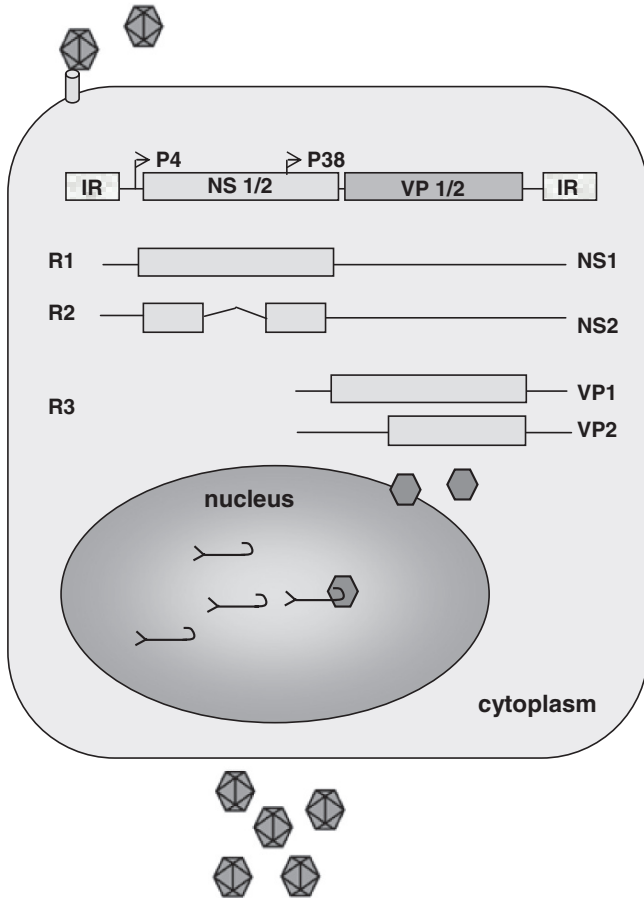 P4 P38
IR NS 1/2 VP 1/2 IR
R1 NS1
R2 NS2
R3 VP1
VP2
nucleus
cytoplasm